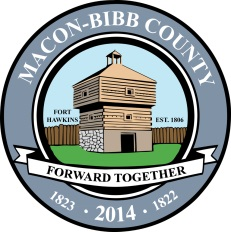 MACON-BIBB COUNTY
FORT
HAWKINS
EST. 1806
FORWARD TOGETHER
1823 · 2014 · 1822